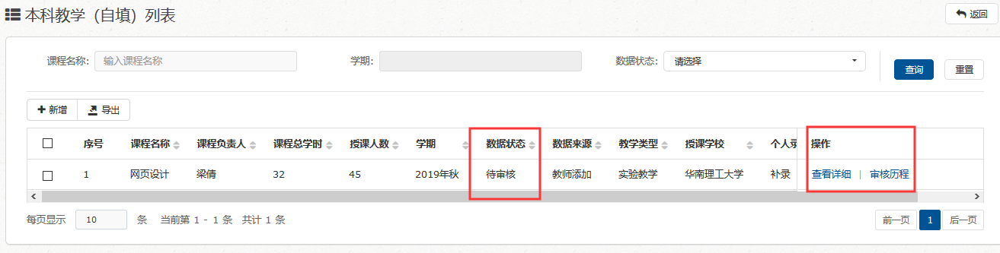 本科教学（自填）列表
返回
课程名称: 输入课程名称 学期: 数据状态: 请选择 查询 重置
新增 导出
序号 课程名称 课程负责人 课程总学时 授课人数 学期 数据状态 数据来源 教学类型 授课学校 个人录 操作
1 网页设计 梁倩 32 45 2019年秋 待审核 教师添加 实验教学 华南理工大学 补录 查看详细 | 审核历程
每页显示 10 条 当前第 1 - 1 条 共计 1 条 前一页 1 后一页